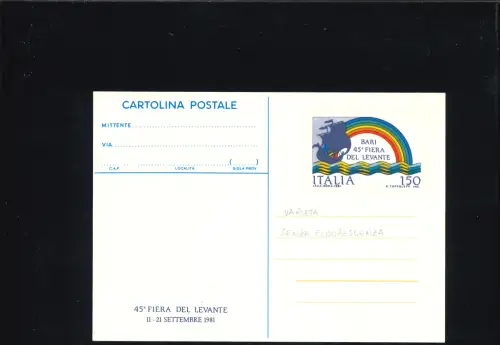 CARTOLINA POSTALE
MITTENTE
VIA
( )
C.A.P. LOCALITÀ SIGLA PROV.
BARI
45ª FIERA
DEL LEVANTE
ITALIA 150
VARIETÀ
SENZA FLUORESCENZA
45ª FIERA DEL LEVANTE
11 - 21 SETTEMBRE 1981